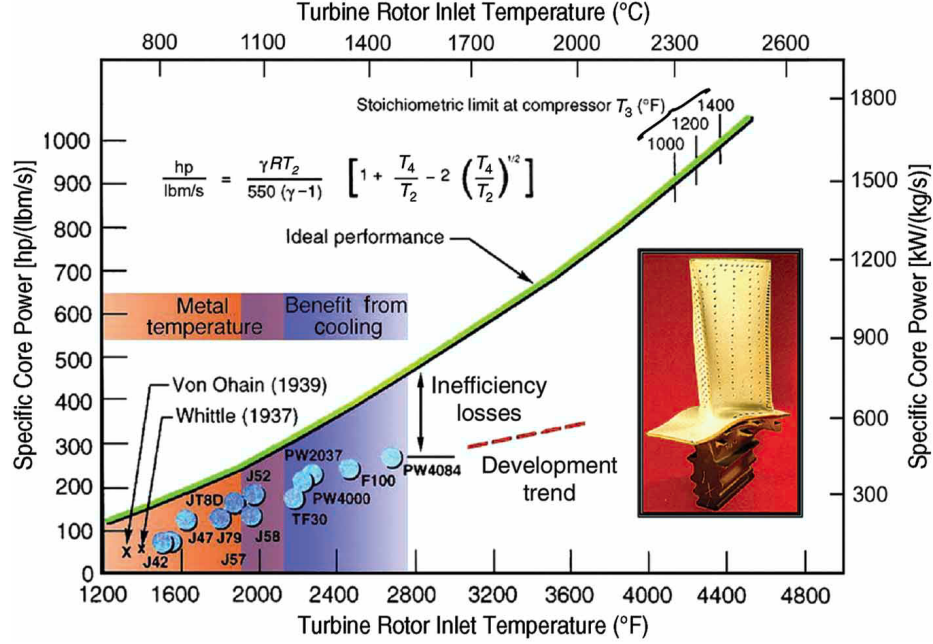 Turbine Rotor Inlet Temperature (°C)
800 1100 1200 1400 1500 1700 2000 2300 2600
Stoichiometric limit at compressor T3 (°F)
1000 1200 1400
hp/lbm/s = γRT2/550 (γ–1) [1 + T4/T2 – 2 (T4/T2)^1/2]
Ideal performance
Metal temperature
Benefit from cooling
Von Ohain (1939)
Whittle (1937)
Inefficiency losses
Development trend
J42
J47
JT8D
J79
J57
J52
J58
TF30
PW2037
PW4000
F100
PW4084
Specific Core Power [hp/(lbm/s)]
1000
900
800
700
600
500
400
300
200
100
0
Specific Core Power [kW/(kg/s)]
1800
1500
1200
900
600
300
1200 1600 2000 2400 2800 3200 3600 4000 4400 4800
Turbine Rotor Inlet Temperature (°F)